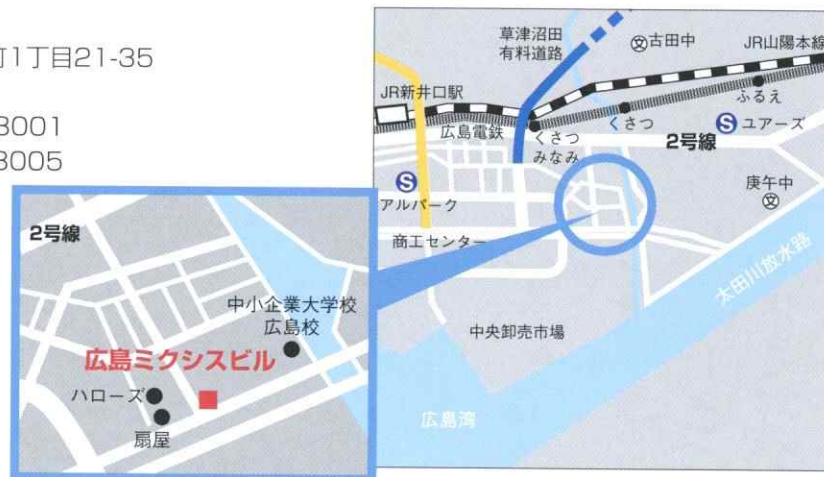 町1丁目21-35
3001
3005
草津沼田
有料道路
古田中
JR山陽本線
JR新井口駅
ふるえ
広島電鉄
くさつ
みなみ
くさつ
2号線
S ユアーズ
S
アルパーク
庚午中
商工センター
太田川放水路
中央卸売市場
広島湾
2号線
中小企業大学校
広島校
広島ミクシスビル
ハローズ
扇屋